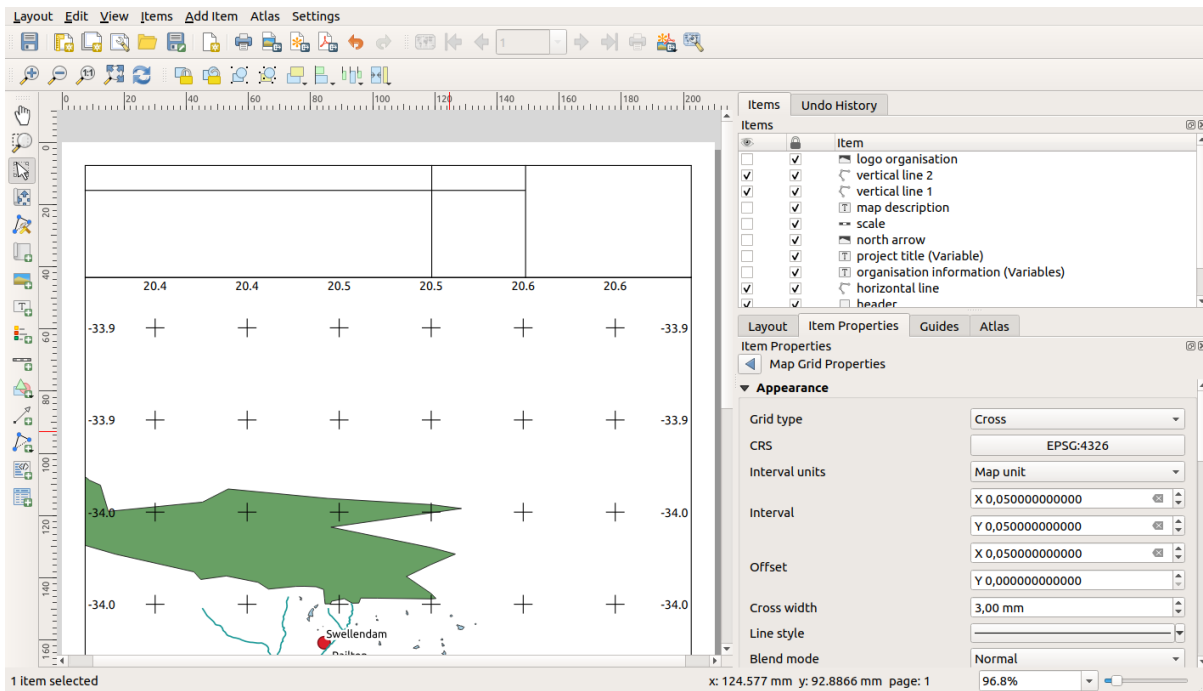 Layout Edit View Items Add Item Atlas Settings
1
0 20 40 60 80 100 120 140 160 180 200
Items Undo History
Items
Item
logo organisation
vertical line 2
vertical line 1
map description
scale
north arrow
project title (Variable)
organisation information (Variables)
horizontal line
header
0
20
40
60
80
100
120
140
160
20.4 20.4 20.5 20.5 20.6 20.6
-33.9 -33.9
-33.9 -33.9
-34.0 -34.0
-34.0 -34.0
Swellendam
Railton
Layout Item Properties Guides Atlas
Item Properties
Map Grid Properties
Appearance
Grid type Cross
CRS EPSG:4326
Interval units Map unit
Interval
X 0,050000000000
Y 0,050000000000
Offset
X 0,050000000000
Y 0,000000000000
Cross width 3,00 mm
Line style
Blend mode Normal
1 item selected
x: 124.577 mm y: 92.8866 mm page: 1
96.8%